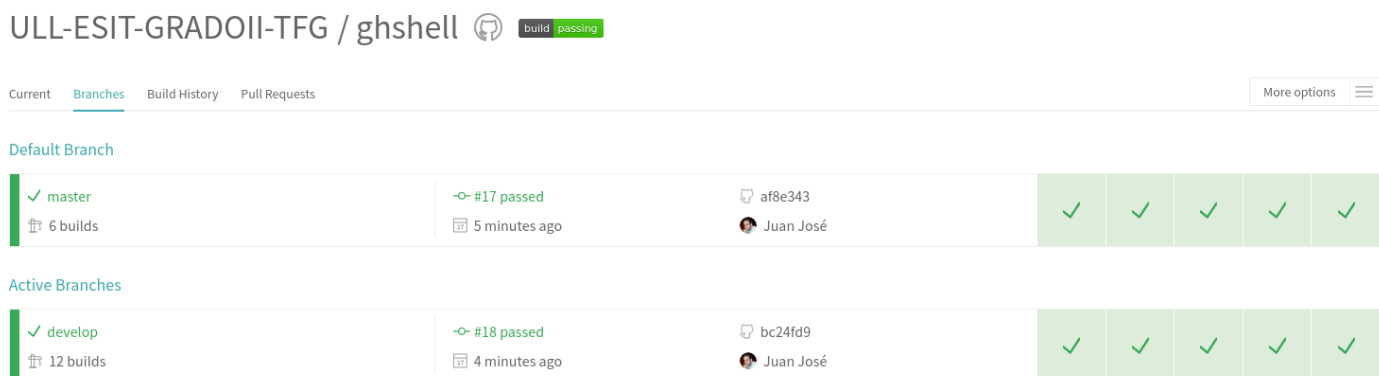 ULL-ESIT-GRADOII-TFG / ghshell build passing
Current Branches Build History Pull Requests More options
Default Branch
master #17 passed af8e343
6 builds 5 minutes ago Juan José
Active Branches
develop #18 passed bc24fd9
12 builds 4 minutes ago Juan José